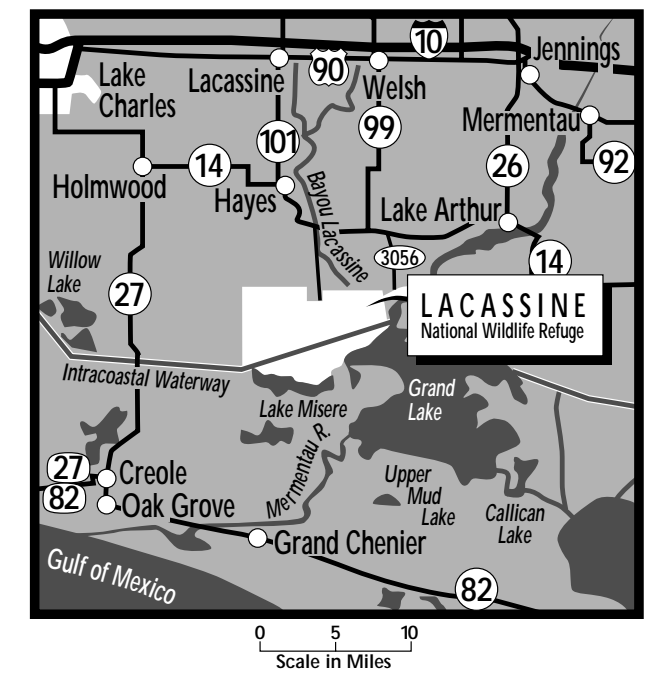 10
Jennings
Lake
Charles
Lacassine
90
Welsh
Mermentau
101
99
14
26
92
Holmwood
Hayes
Bayou Lacassine
Lake Arthur
3056
14
Willow
Lake
27
LACASSINE
National Wildlife Refuge
Intracoastal Waterway
Grand
Lake
Lake Misere
Mermentau R.
27
Creole
82
Oak Grove
Upper
Mud
Lake
Callican
Lake
Grand Chenier
Gulf of Mexico
82
0 5 10
Scale in Miles